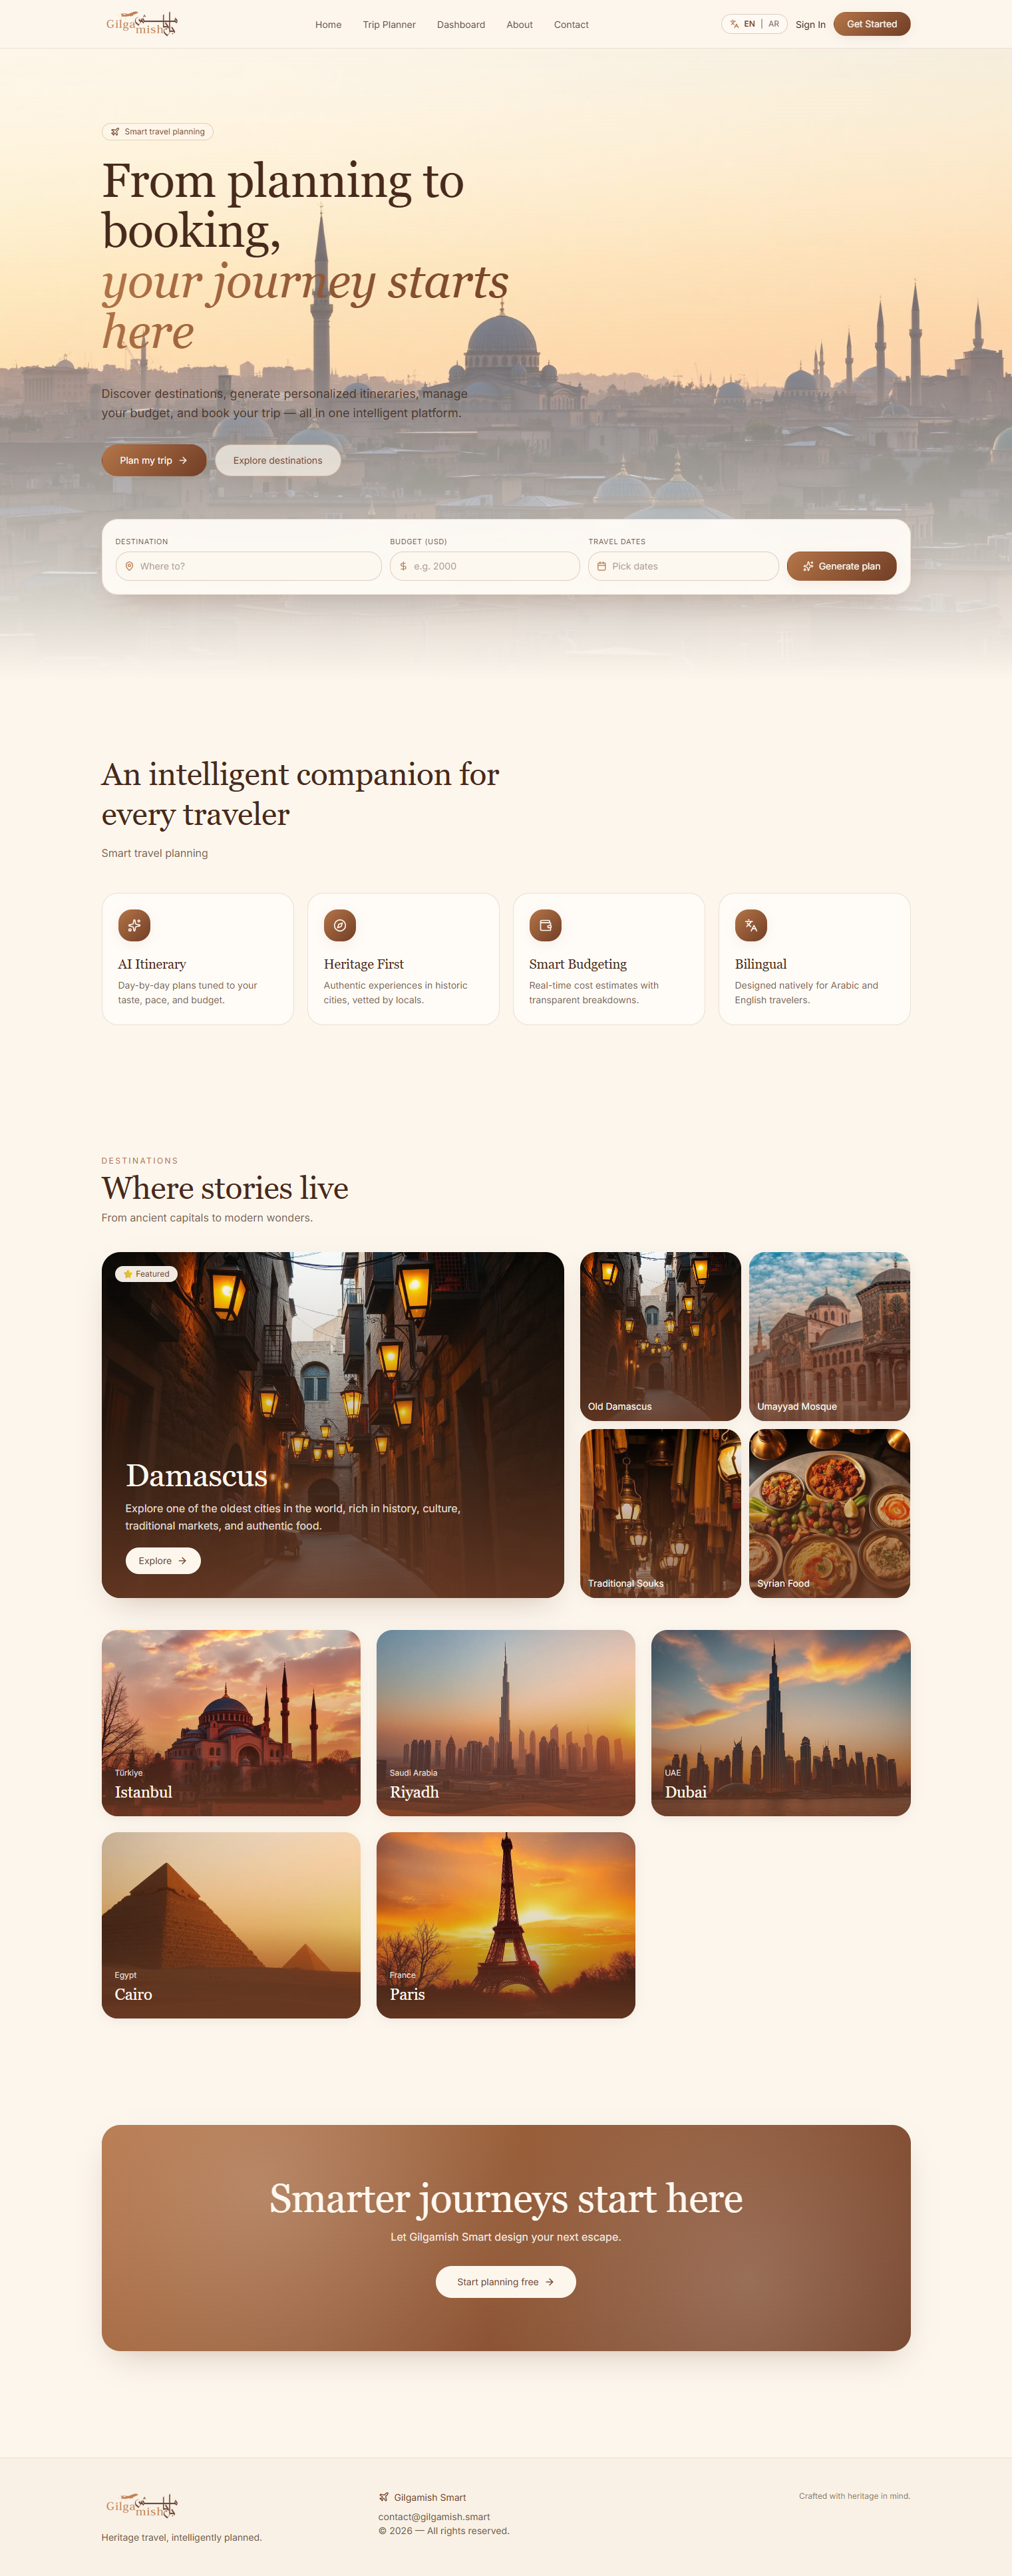 Gilgamish
Home
Trip Planner
Dashboard
About
Contact
EN | AR
Sign In
Get Started
Smart travel planning
From planning to
booking,
your journey starts
here
Discover destinations, generate personalized itineraries, manage
your budget, and book your trip — all in one intelligent platform.
Plan my trip
Explore destinations
DESTINATION
Where to?
BUDGET (USD)
e.g. 2000
TRAVEL DATES
Pick dates
Generate plan
An intelligent companion for
every traveler
Smart travel planning
AI Itinerary
Day-by-day plans tuned to your
taste, pace, and budget.
Heritage First
Authentic experiences in historic
cities, vetted by locals.
Smart Budgeting
Real-time cost estimates with
transparent breakdowns.
Bilingual
Designed natively for Arabic and
English travelers.
DESTINATIONS
Where stories live
From ancient capitals to modern wonders.
⭐ Featured
Damascus
Explore one of the oldest cities in the world, rich in history, culture,
traditional markets, and authentic food.
Explore
Old Damascus
Umayyad Mosque
Traditional Souks
Syrian Food
Türkiye
Istanbul
Saudi Arabia
Riyadh
UAE
Dubai
Egypt
Cairo
France
Paris
Smarter journeys start here
Let Gilgamish Smart design your next escape.
Start planning free
Gilgamish
Heritage travel, intelligently planned.
Gilgamish Smart
contact@gilgamish.smart
© 2026 — All rights reserved.
Crafted with heritage in mind.